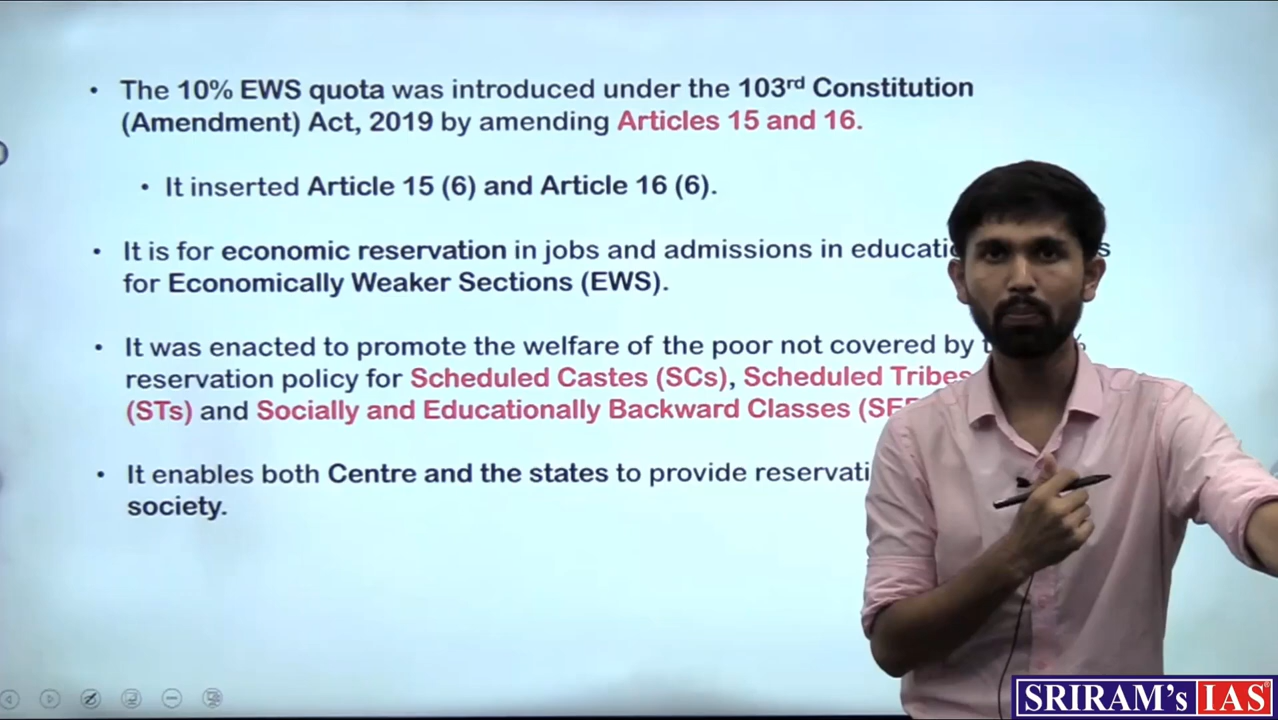 • The 10% EWS quota was introduced under the 103rd Constitution
(Amendment) Act, 2019 by amending Articles 15 and 16.
• It inserted Article 15 (6) and Article 16 (6).
• It is for economic reservation in jobs and admissions in
for Economically Weaker Sections (EWS).
• It was enacted to promote the welfare of the poor not covered by
reservation policy for Scheduled Castes (SCs), Scheduled Tribes
(STs) and Socially and Educationally Backward Classes
• It enables both Centre and the states to provide
society.
SRIRAM's IAS